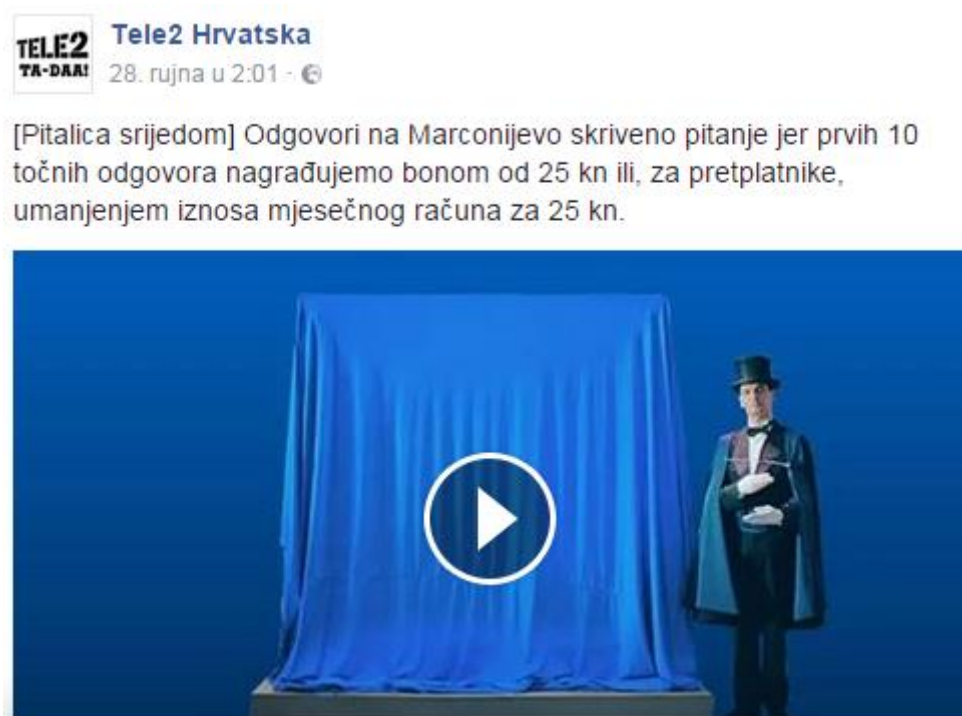 TELE2
TA-DAA!
Tele2 Hrvatska
28. rujna u 2:01 ·
[Pitalica srijedom] Odgovori na Marconijevo skriveno pitanje jer prvih 10
točnih odgovora nagrađujemo bonom od 25 kn ili, za pretplatnike,
umanjenjem iznosa mjesečnog računa za 25 kn.